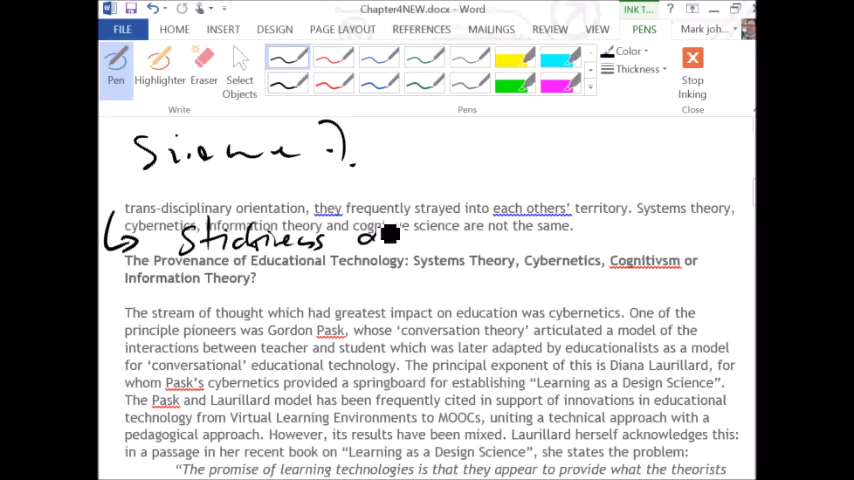 Chapter4NEW.docx - Word
INK T...
FILE HOME INSERT DESIGN PAGE LAYOUT REFERENCES MAILINGS REVIEW VIEW PENS Mark joh...
Pen Highlighter Eraser Select Objects
Color
Thickness
Stop Inking
Write Pens Close
Science ?.
trans-disciplinary orientation, they frequently strayed into each others’ territory. Systems theory,
cybernetics, information theory and cognitive science are not the same.
Stickiness
The Provenance of Educational Technology: Systems Theory, Cybernetics, Cognitivsm or
Information Theory?
The stream of thought which had greatest impact on education was cybernetics. One of the
principle pioneers was Gordon Pask, whose ‘conversation theory’ articulated a model of the
interactions between teacher and student which was later adapted by educationalists as a model
for ‘conversational’ educational technology. The principal exponent of this is Diana Laurillard, for
whom Pask’s cybernetics provided a springboard for establishing “Learning as a Design Science”.
The Pask and Laurillard model has been frequently cited in support of innovations in educational
technology from Virtual Learning Environments to MOOCs, uniting a technical approach with a
pedagogical approach. However, its results have been mixed. Laurillard herself acknowledges this:
in a passage in her recent book on “Learning as a Design Science”, she states the problem:
“The promise of learning technologies is that they appear to provide what the theorists